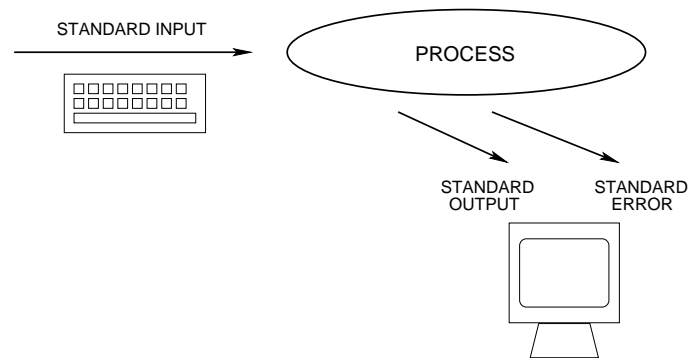 STANDARD INPUT
PROCESS
STANDARD
OUTPUT
STANDARD
ERROR